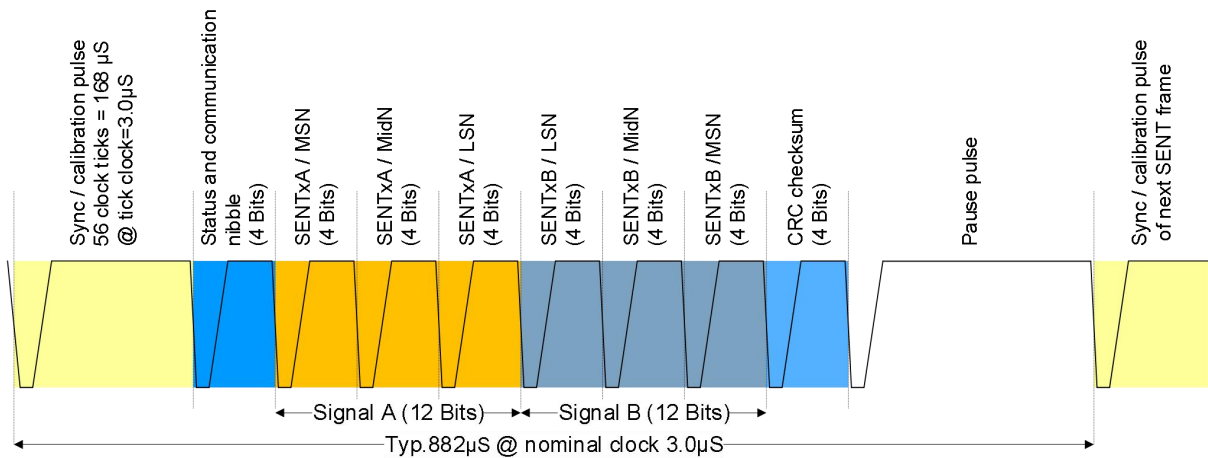 Sync / calibration pulse
56 clock ticks = 168 µS
@ tick clock=3.0µS
Status and communication
nibble
(4 Bits)
SENTxA / MSN
(4 Bits)
SENTxA / MidN
(4 Bits)
SENTxA / LSN
(4 Bits)
SENTxB / LSN
(4 Bits)
SENTxB / MidN
(4 Bits)
SENTxB /MSN
(4 Bits)
CRC checksum
(4 Bits)
Pause pulse
Sync / calibration pulse
of next SENT frame
Signal A (12 Bits)
Signal B (12 Bits)
Typ.882µS @ nominal clock 3.0µS